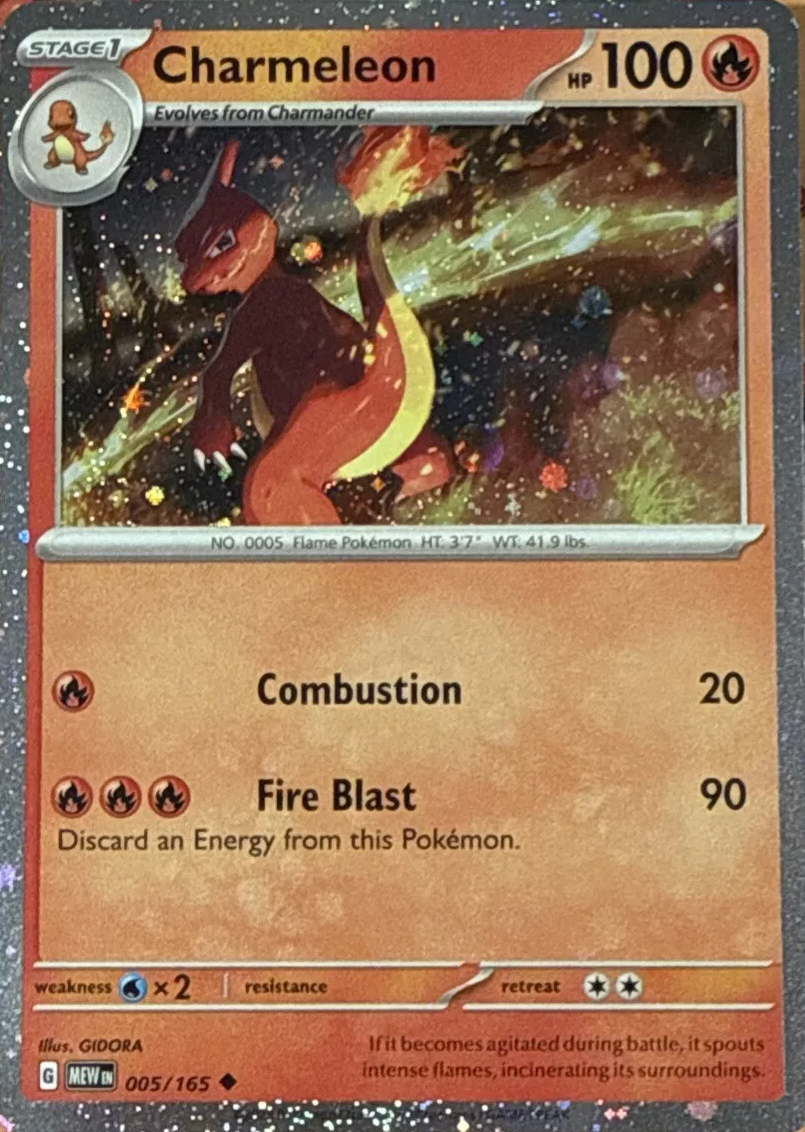 STAGE 1
Charmeleon
HP 100
Evolves from Charmander
NO. 0005 Flame Pokémon HT: 3'7" WT: 41.9 lbs.
Combustion 20
Fire Blast 90
Discard an Energy from this Pokémon.
weakness ×2 resistance retreat
Illus. GIDORA
If it becomes agitated during battle, it spouts
intense flames, incinerating its surroundings.
G MEW EN 005/165